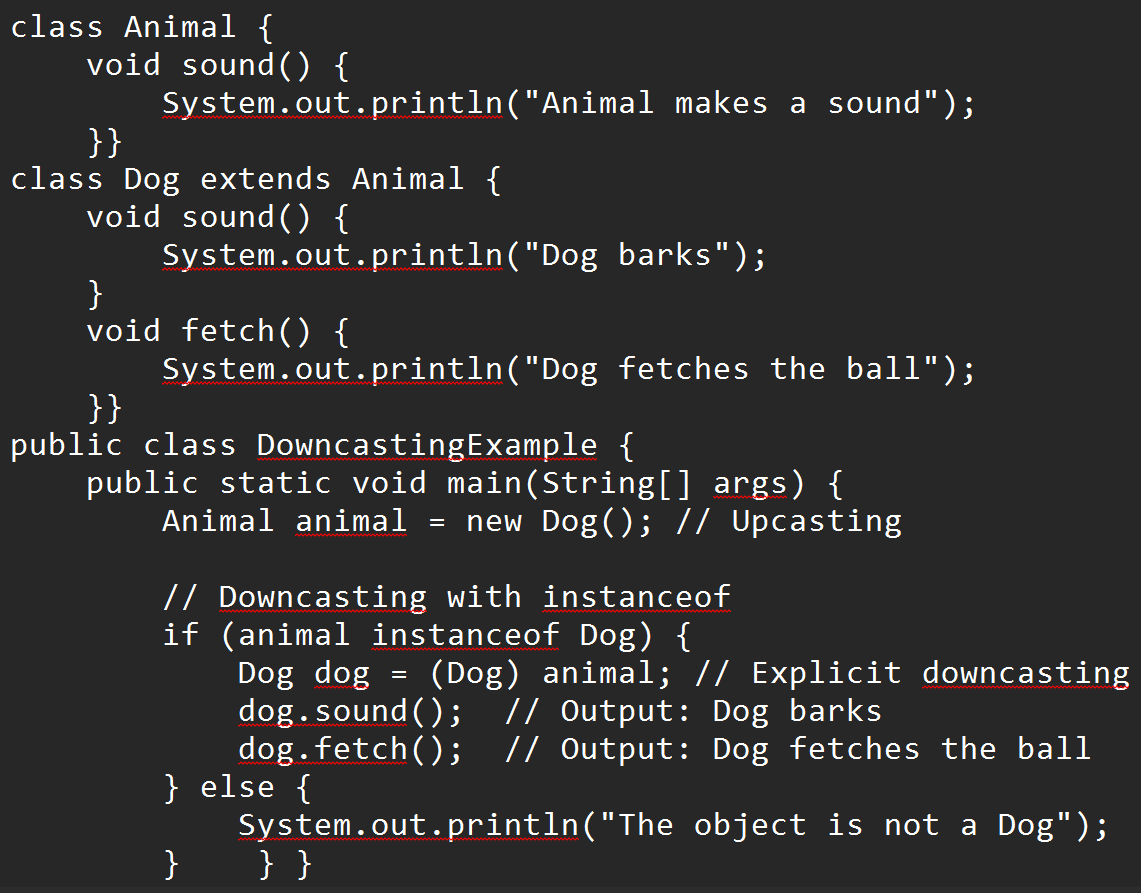 class Animal {
    void sound() {
        System.out.println("Animal makes a sound");
    }}
class Dog extends Animal {
    void sound() {
        System.out.println("Dog barks");
    }
    void fetch() {
        System.out.println("Dog fetches the ball");
    }}
public class DowncastingExample {
    public static void main(String[] args) {
        Animal animal = new Dog(); // Upcasting

        // Downcasting with instanceof
        if (animal instanceof Dog) {
            Dog dog = (Dog) animal; // Explicit downcasting
            dog.sound();  // Output: Dog barks
            dog.fetch();  // Output: Dog fetches the ball
        } else {
            System.out.println("The object is not a Dog");
        }    } }